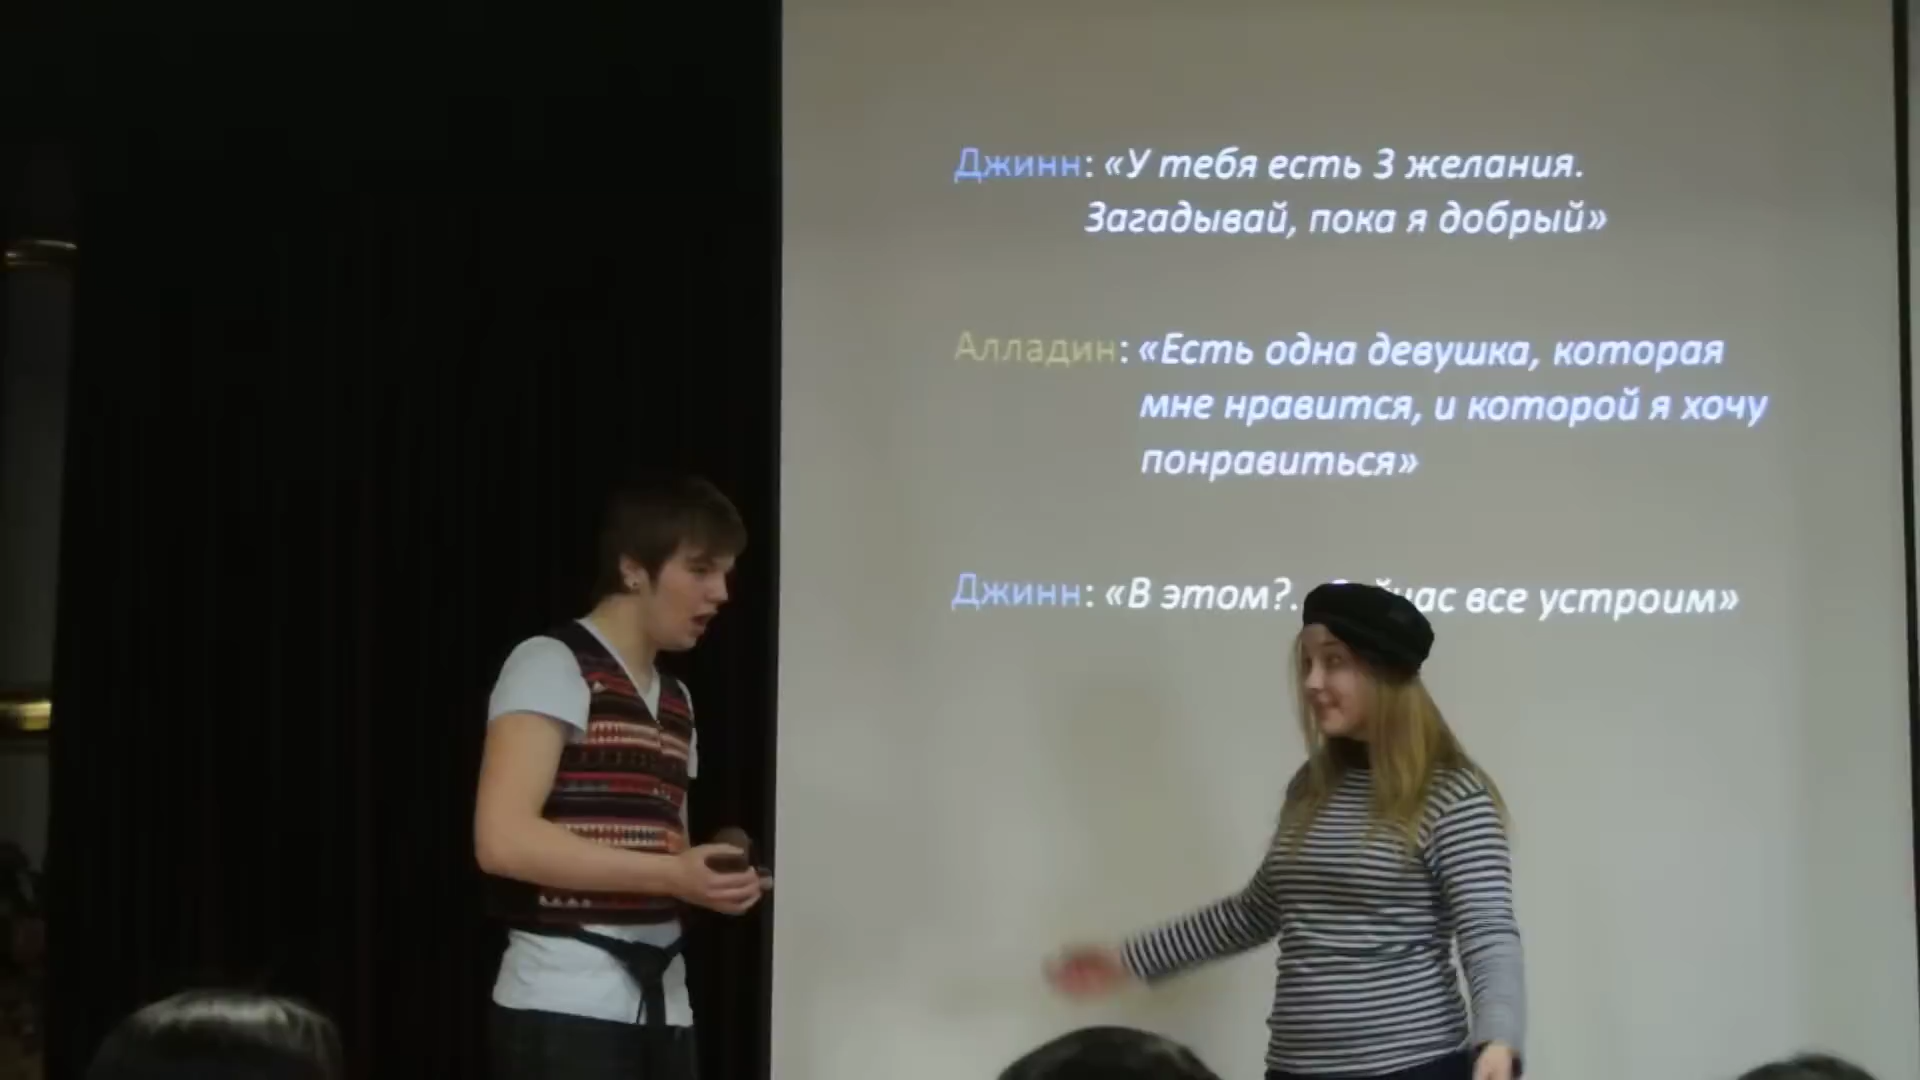 Джинн: «У тебя есть 3 желания.
Загадывай, пока я добрый»
Алладин: «Есть одна девушка, которая
мне нравится, и которой я хочу
понравиться»
Джинн: «В этом?. все устроим»